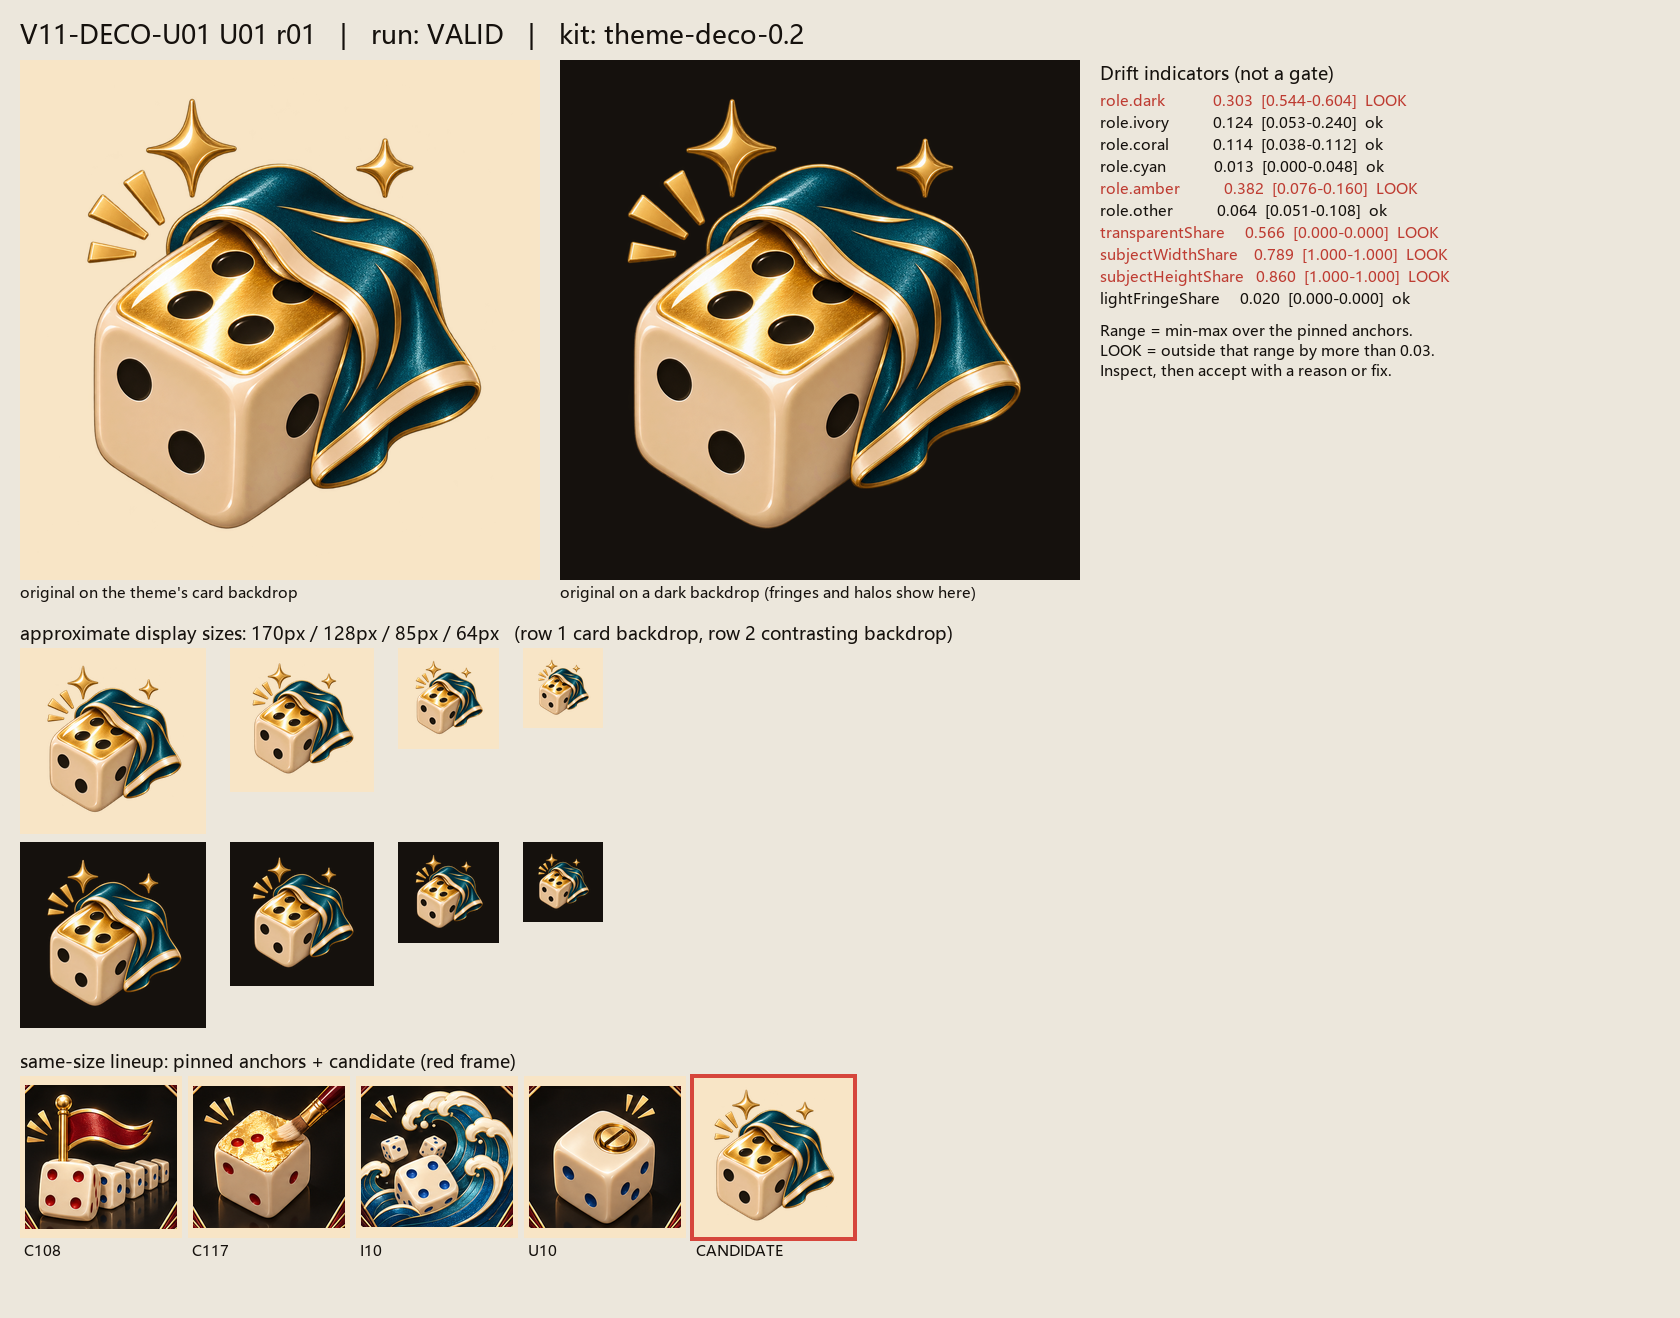 V11-DECO-U01 U01 r01 | run: VALID | kit: theme-deco-0.2
Drift indicators (not a gate)
role.dark 0.303 [0.544-0.604] LOOK
role.ivory 0.124 [0.053-0.240] ok
role.coral 0.114 [0.038-0.112] ok
role.cyan 0.013 [0.000-0.048] ok
role.amber 0.382 [0.076-0.160] LOOK
role.other 0.064 [0.051-0.108] ok
transparentShare 0.566 [0.000-0.000] LOOK
subjectWidthShare 0.789 [1.000-1.000] LOOK
subjectHeightShare 0.860 [1.000-1.000] LOOK
lightFringeShare 0.020 [0.000-0.000] ok
Range = min-max over the pinned anchors.
LOOK = outside that range by more than 0.03.
Inspect, then accept with a reason or fix.
original on the theme's card backdrop
original on a dark backdrop (fringes and halos show here)
approximate display sizes: 170px / 128px / 85px / 64px (row 1 card backdrop, row 2 contrasting backdrop)
same-size lineup: pinned anchors + candidate (red frame)
C108
C117
I10
U10
CANDIDATE